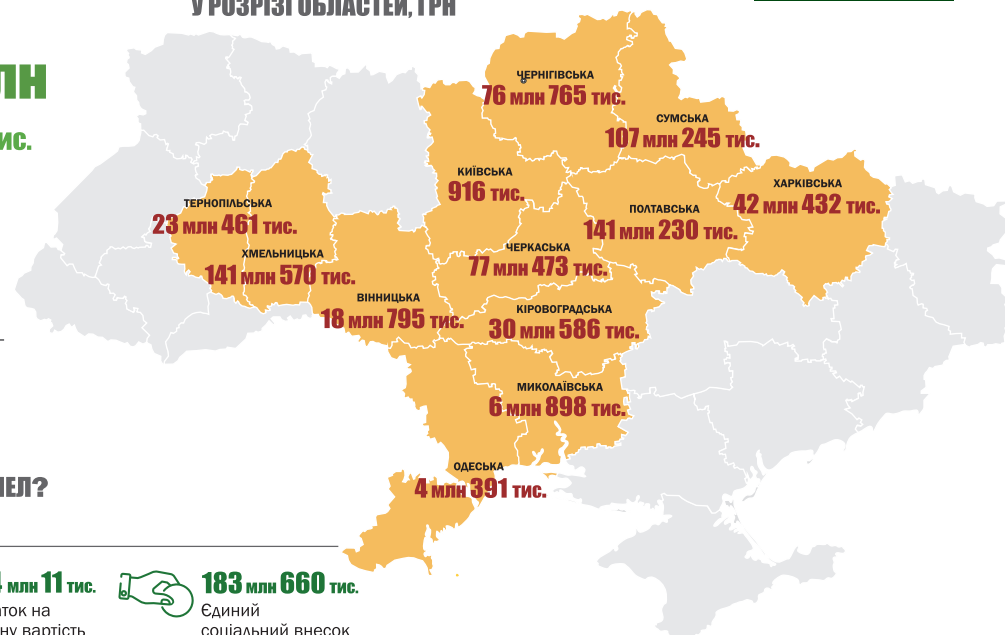 У РОЗРІЗІ ОБЛАСТЕЙ, ГРН
ЛН
ИС.
ЧЕРНІГІВСЬКА
76 млн 765 тис.
СУМСЬКА
107 млн 245 тис.
КИЇВСЬКА
916 тис.
ХАРКІВСЬКА
42 млн 432 тис.
ТЕРНОПІЛЬСЬКА
23 млн 461 тис.
ПОЛТАВСЬКА
141 млн 230 тис.
ХМЕЛЬНИЦЬКА
141 млн 570 тис.
ЧЕРКАСЬКА
77 млн 473 тис.
ВІННИЦЬКА
18 млн 795 тис.
КІРОВОГРАДСЬКА
30 млн 586 тис.
МИКОЛАЇВСЬКА
6 млн 898 тис.
ОДЕСЬКА
4 млн 391 тис.
ЕЛ?
млн 11 тис.
аток на
ну вартість
183 млн 660 тис.
Єдиний
соціальний внесок